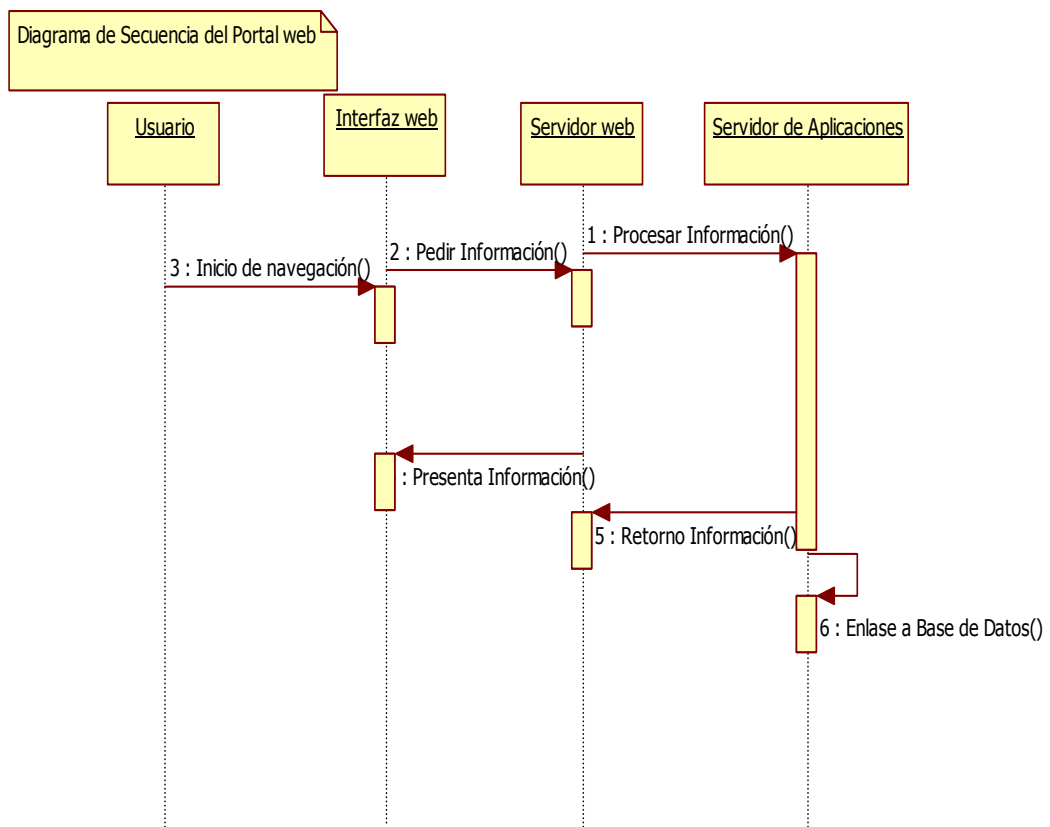 Diagrama de Secuencia del Portal web
Usuario
Interfaz web
Servidor web
Servidor de Aplicaciones
1 : Procesar Información()
2 : Pedir Información()
3 : Inicio de navegación()
: Presenta Información()
5 : Retorno Información()
6 : Enlase a Base de Datos()